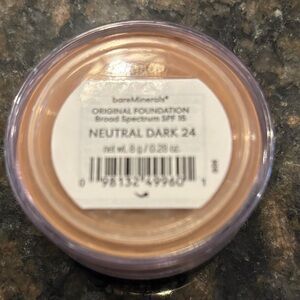 bareMinerals®
ORIGINAL FOUNDATION
Broad Spectrum SPF 15
NEUTRAL DARK 24
net wt. 8 g / 0.28 oz.
0 98132 49960 1